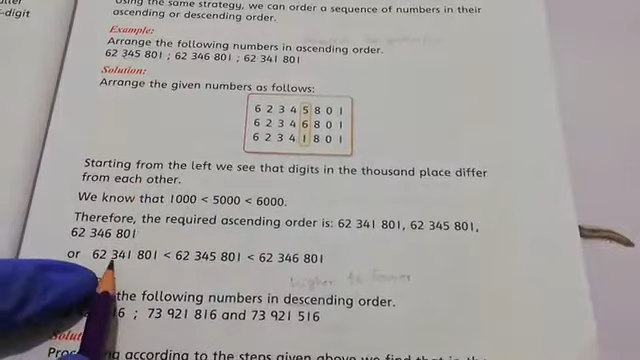 -digit
Using the same strategy, we can order a sequence of numbers in their
ascending or descending order.
Example:
Arrange the following numbers in ascending order.
62 345 801 ; 62 346 801 ; 62 341 801
Solution:
Arrange the given numbers as follows:
6 2 3 4 5 8 0 1
6 2 3 4 6 8 0 1
6 2 3 4 1 8 0 1
Starting from the left we see that digits in the thousand place differ
from each other.
We know that 1000 < 5000 < 6000.
Therefore, the required ascending order is: 62 341 801, 62 345 801,
62 346 801
or 62 341 801 < 62 345 801 < 62 346 801
higher to lower
the following numbers in descending order.
16 ; 73 921 816 and 73 921 516
according to the steps given above we find that in the